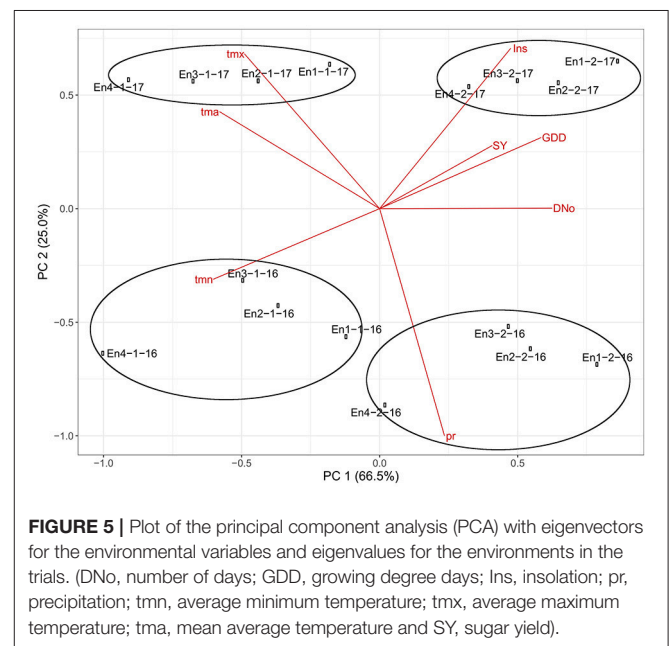 tmx
Ins
En4-1-17
En3-1-17
En2-1-17
En1-1-17
En4-2-17
En3-2-17
En2-2-17
En1-2-17
0.5
tma
SY
GDD
0.0
DNo
PC 2 (25.0%)
tmn
En3-1-16
En2-1-16
En1-1-16
En4-1-16
-0.5
En3-2-16
En2-2-16
En1-2-16
En4-2-16
-1.0
pr
-1.0
-0.5
0.0
0.5
PC 1 (66.5%)
FIGURE 5 | Plot of the principal component analysis (PCA) with eigenvectors
for the environmental variables and eigenvalues for the environments in the
trials. (DNo, number of days; GDD, growing degree days; Ins, insolation; pr,
precipitation; tmn, average minimum temperature; tmx, average maximum
temperature; tma, mean average temperature and SY, sugar yield).